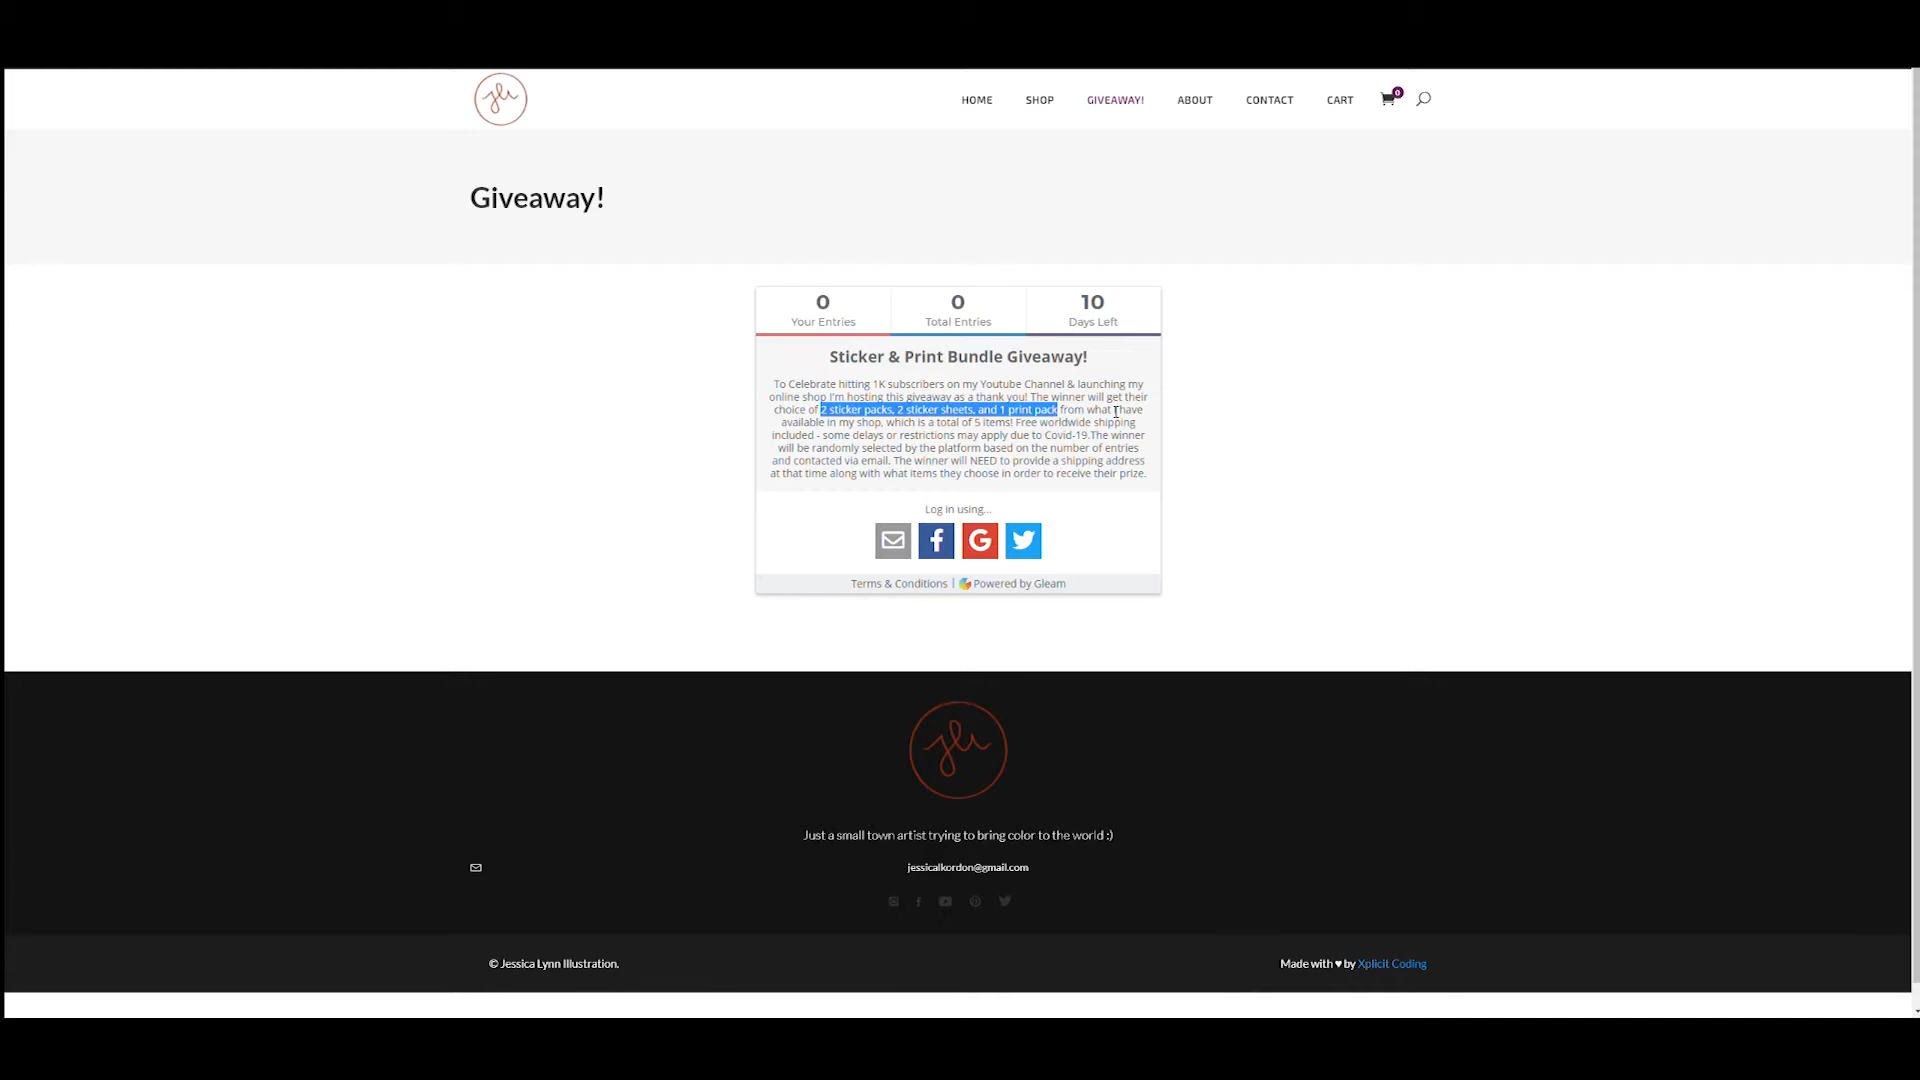 jli
HOME SHOP GIVEAWAY! ABOUT CONTACT CART 0
Giveaway!
0 0 10
Your Entries Total Entries Days Left
Sticker & Print Bundle Giveaway!
To Celebrate hitting 1K subscribers on my Youtube Channel & launching my
online shop I'm hosting this giveaway as a thank you! The winner will get their
choice of 2 sticker packs, 2 sticker sheets, and 1 print pack from what I have
available in my shop, which is a total of 5 items! Free worldwide shipping
included - some delays or restrictions may apply due to Covid-19.The winner
will be randomly selected by the platform based on the number of entries
and contacted via email. The winner will NEED to provide a shipping address
at that time along with what items they choose in order to receive their prize.
Log in using...
Terms & Conditions | Powered by Gleam
jli
Just a small town artist trying to bring color to the world :)
jessicalkordon@gmail.com
© Jessica Lynn Illustration.
Made with ♥ by Xplicit Coding